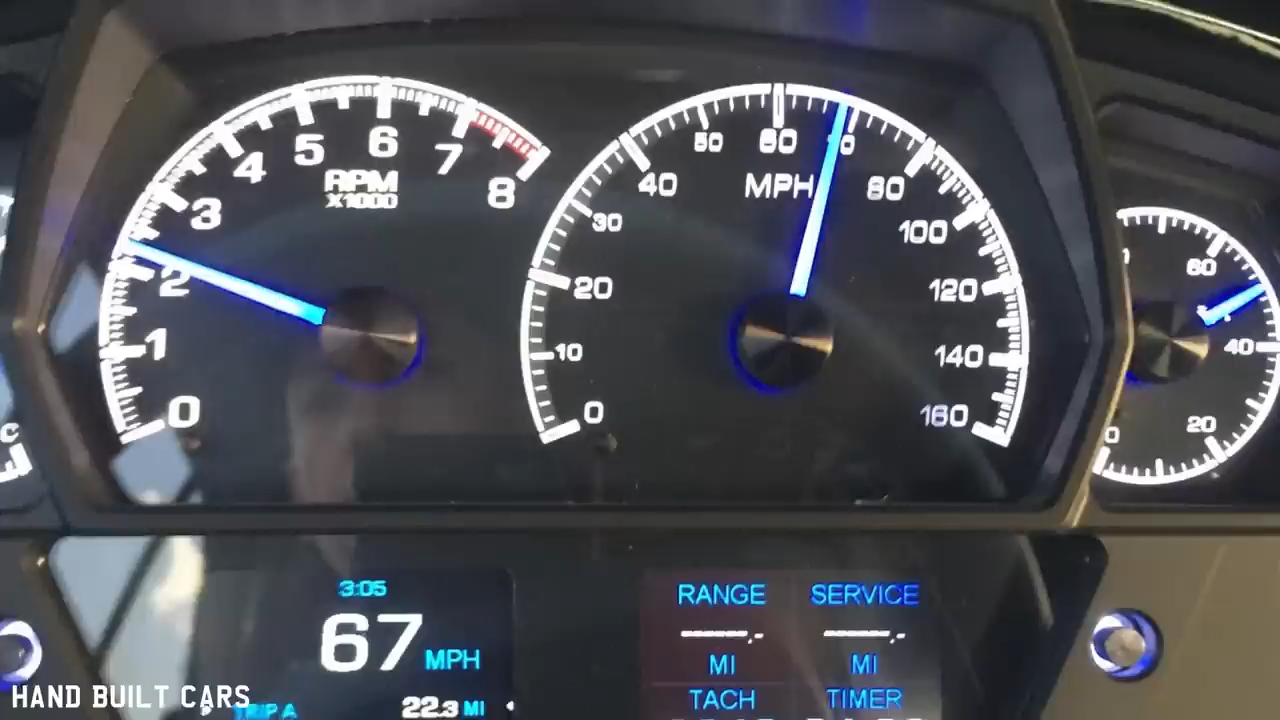 0
1
2
3
4
5
6
7
8
RPM
X1000
0
10
20
30
40
50
60
80
100
120
140
160
MPH
0
20
40
60
C
3:05
67 MPH
TRIP A 22.3 MI
RANGE SERVICE
-----.- -----.-
MI MI
TACH TIMER
HAND BUILT CARS